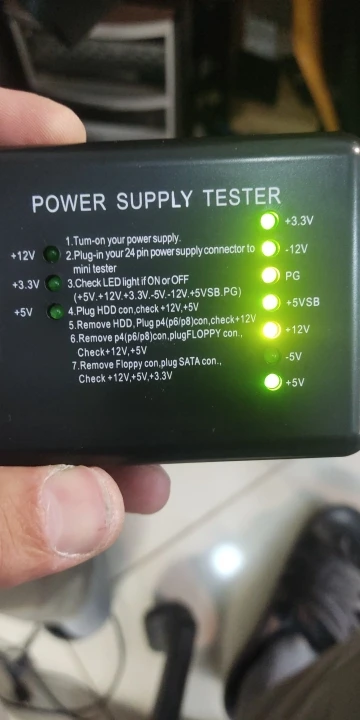 POWER SUPPLY TESTER
1.Turn-on your power supply.
2.Plug-in your 24 pin power supply connector to
mini tester
3.Check LED light if ON or OFF
(+5V.+12V.+3.3V.-5V.-12V.+5VSB.PG)
4.Plug HDD con,check +12V,+5V
5.Remove HDD, Plug p4(p6/p8)con,check+12V
6.Remove p4(p6/p8)con,plugFLOPPY con.,
Check+12V,+5V
7.Remove Floppy con,plug SATA con.,
Check +12V,+5V,+3.3V
+12V
+3.3V
+5V
+3.3V
-12V
PG
+5VSB
+12V
-5V
+5V